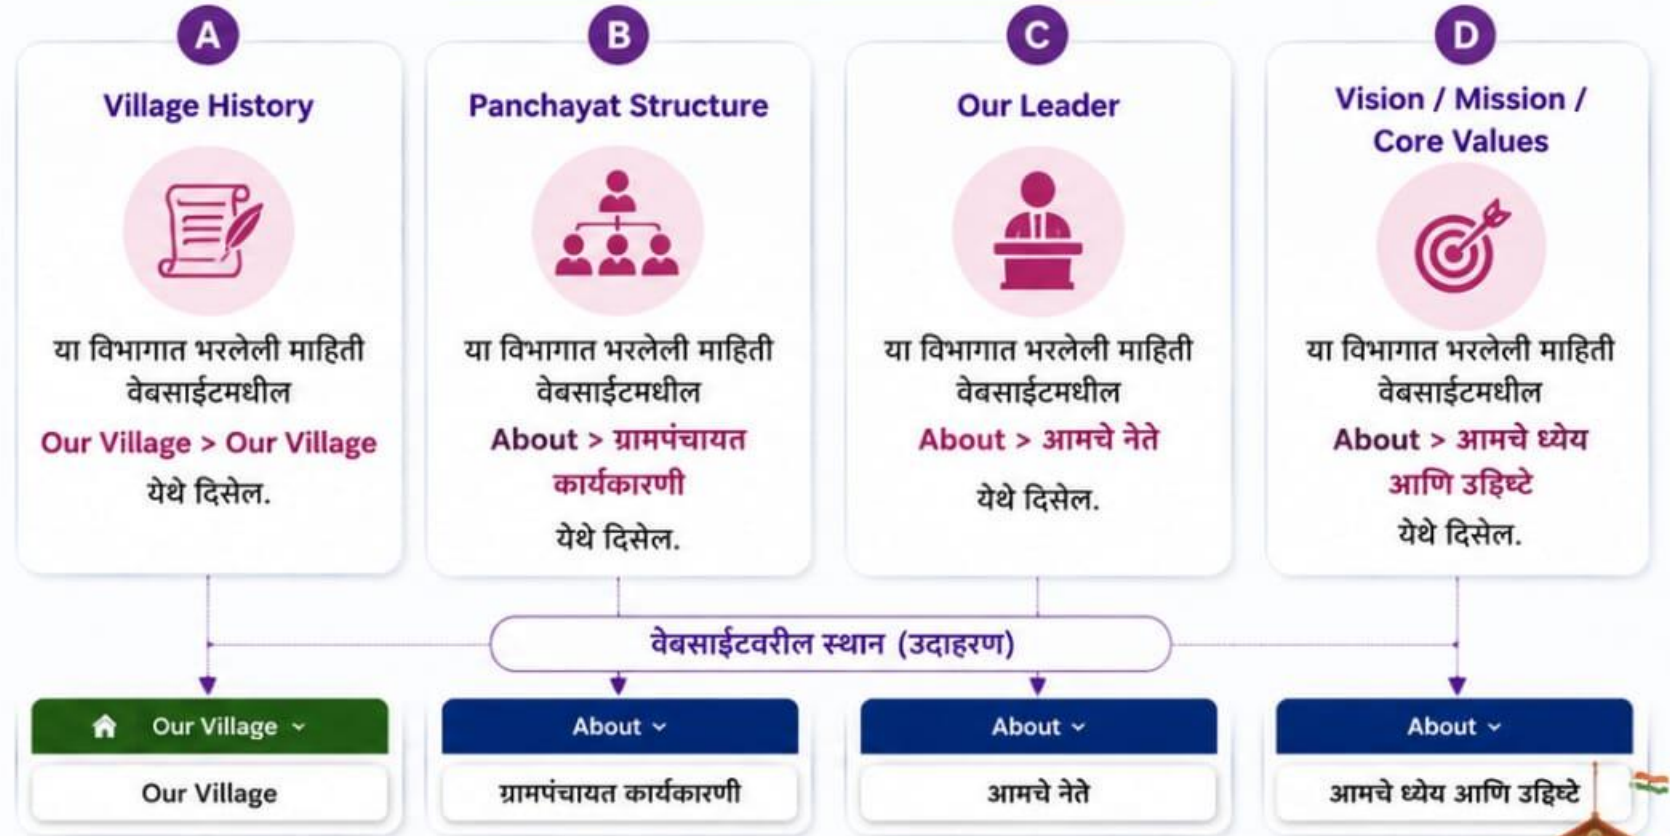 A
Village History
या विभागात भरलेली माहिती
वेबसाईटमधील
Our Village > Our Village
येथे दिसेल.
B
Panchayat Structure
या विभागात भरलेली माहिती
वेबसाईटमधील
About > ग्रामपंचायत
कार्यकारणी
येथे दिसेल.
C
Our Leader
या विभागात भरलेली माहिती
वेबसाईटमधील
About > आमचे नेते
येथे दिसेल.
D
Vision / Mission /
Core Values
या विभागात भरलेली माहिती
वेबसाईटमधील
About > आमचे ध्येय
आणि उद्दिष्टे
येथे दिसेल.
वेबसाईटवरील स्थान (उदाहरण)
Our Village
Our Village
About
ग्रामपंचायत कार्यकारणी
About
आमचे नेते
About
आमचे ध्येय आणि उद्दिष्टे